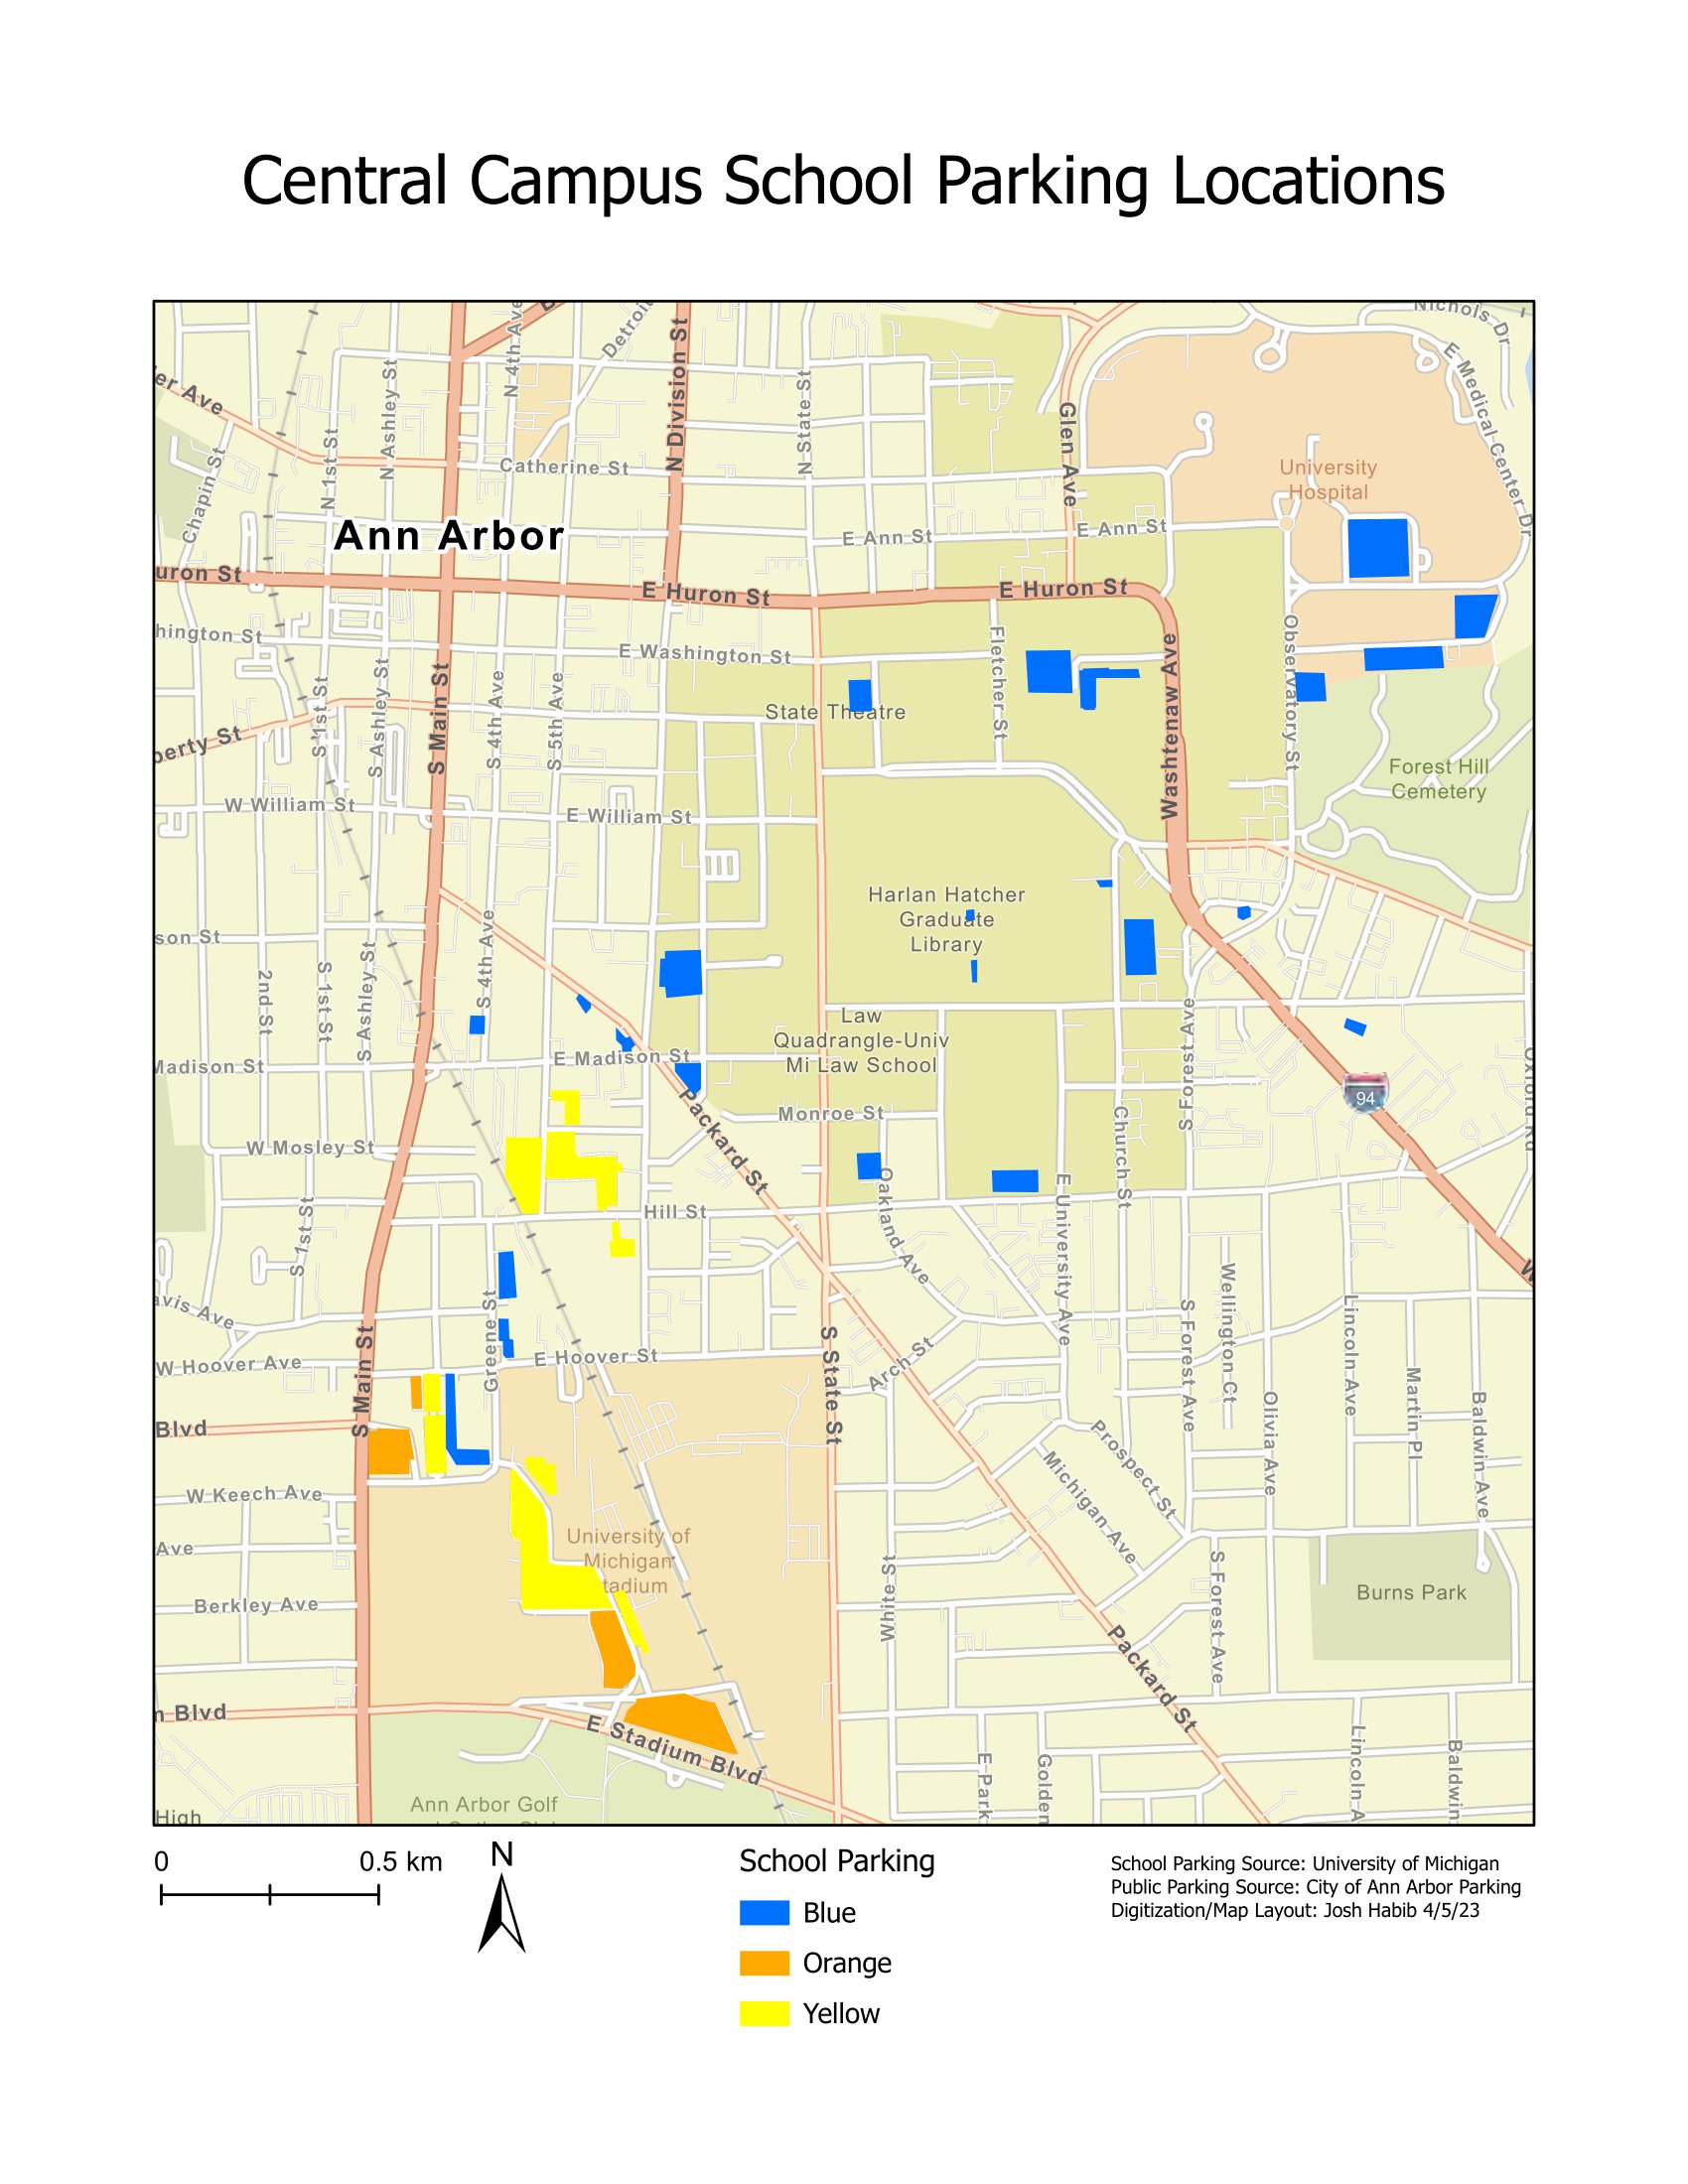 Central Campus School Parking Locations
Nichols Dr
Detroit
N 4th Ave
N Division St
E Medical Center Dr
er Ave
N Ashley St
N State St
Glen Ave
N 1st St
Chapin St
Catherine St
University
Hospital
Ann Arbor
E Ann St
E Ann St
uron St
E Huron St
E Huron St
hington St
E Washington St
Fletcher St
Observatory St
Washtenaw Ave
S Main St
S 1st St
S Ashley St
S 4th Ave
S 5th Ave
State Theatre
berty St
Forest Hill
Cemetery
W William St
E William St
Harlan Hatcher
Graduate
Library
son St
2nd St
S 1st St
S Ashley St
S 4th Ave
Law
Quadrangle-Univ
Mi Law School
S Forest Ave
Oxford Rd
Madison St
E Madison St
94
Packard St
Monroe St
Church St
W Mosley St
Oakland Ave
E University Ave
Hill St
S 1st St
avis Ave
Greene St
Wellington Ct
Lincoln Ave
S Forest Ave
W Hoover Ave
S Main St
E Hoover St
S State St
Arch St
Martin Pl
Olivia Ave
Baldwin Ave
Blvd
Prospect St
Michigan Ave
W Keech Ave
University of
Michigan
tadium
Ave
White St
S Forest Ave
Burns Park
Berkley Ave
Packard St
n Blvd
E Stadium Blvd
E Park
Golden
Lincoln A
Baldwin
Ann Arbor Golf
High
0
0.5 km
N
School Parking
Blue
Orange
Yellow
School Parking Source: University of Michigan
Public Parking Source: City of Ann Arbor Parking
Digitization/Map Layout: Josh Habib 4/5/23